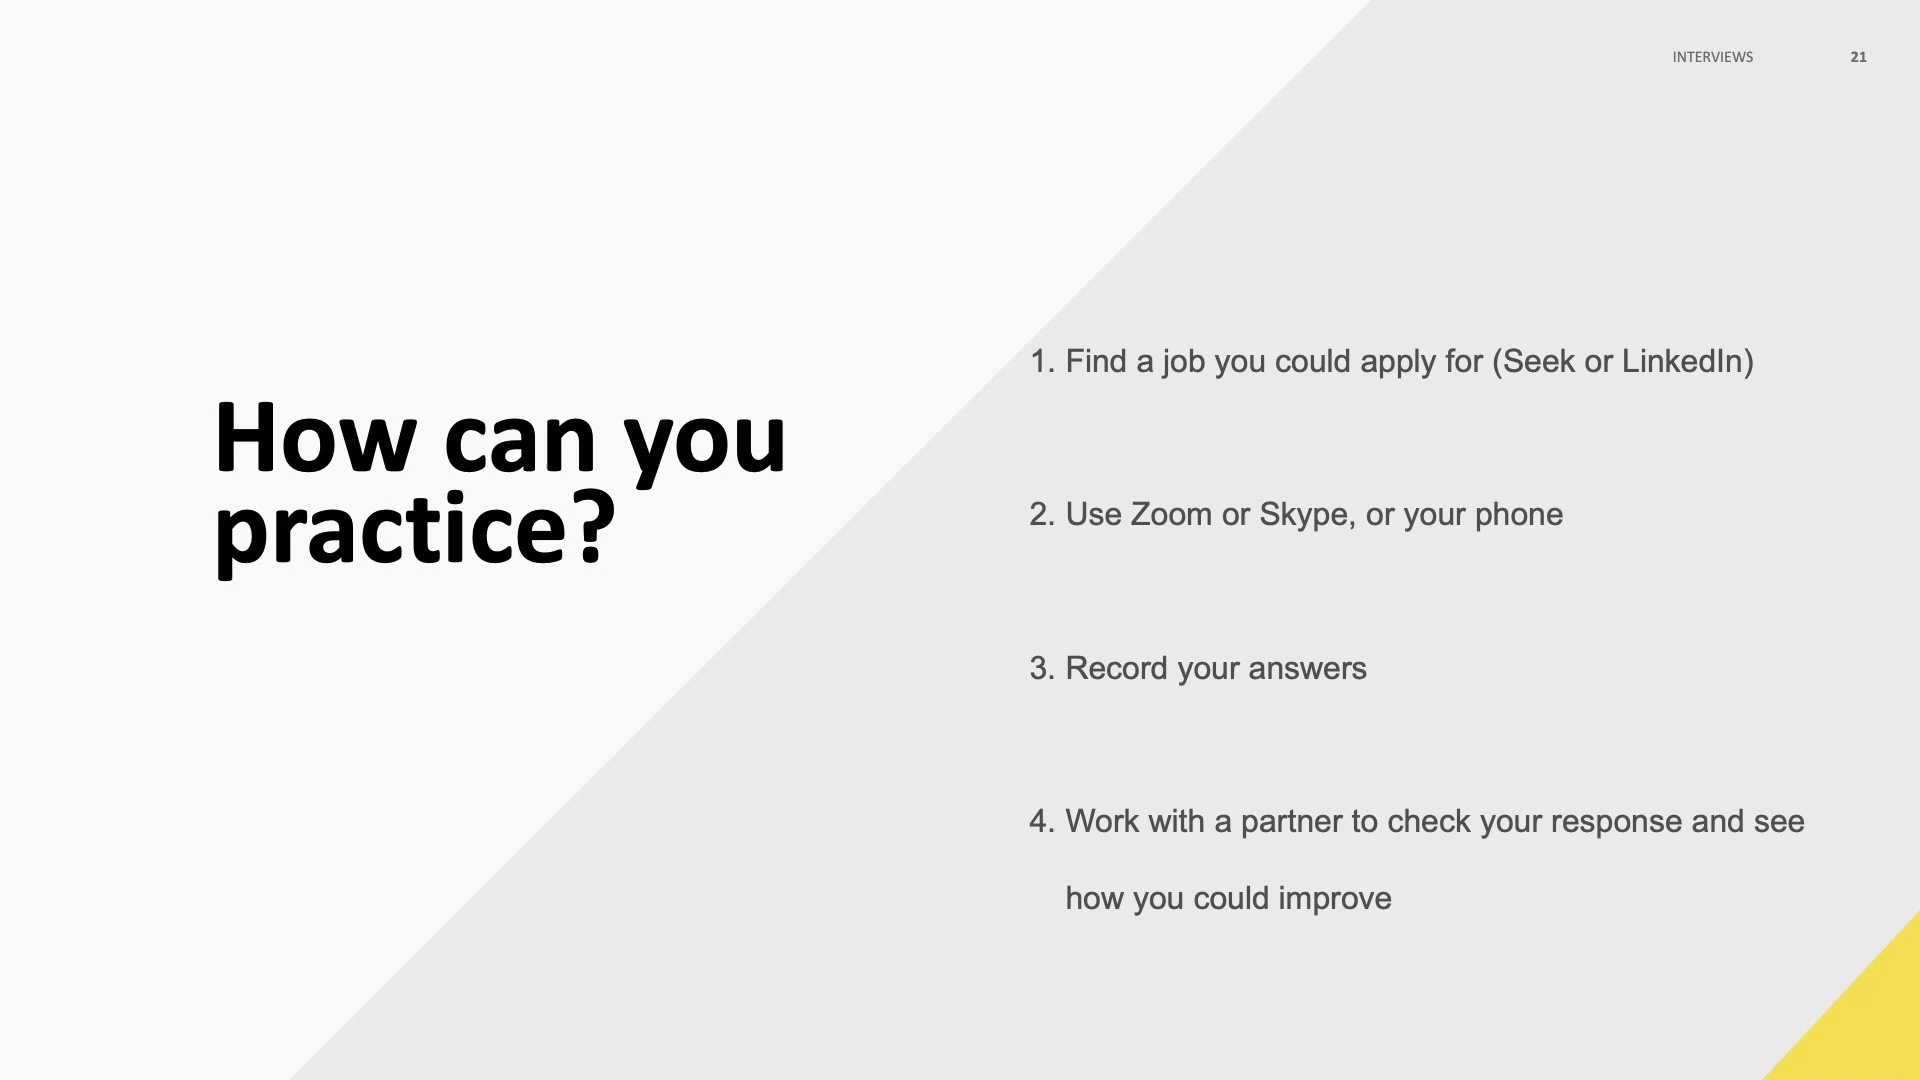 INTERVIEWS 21
How can you
practice?
1. Find a job you could apply for (Seek or LinkedIn)
2. Use Zoom or Skype, or your phone
3. Record your answers
4. Work with a partner to check your response and see
how you could improve